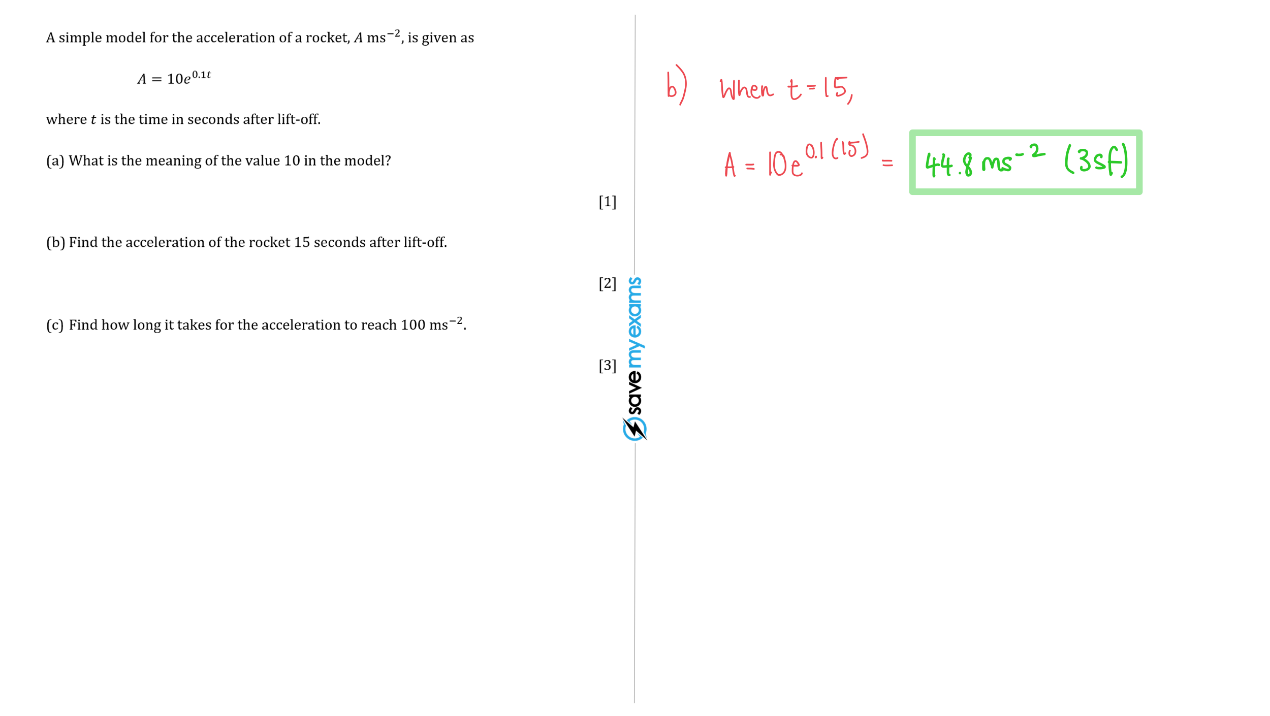 A simple model for the acceleration of a rocket, A ms⁻², is given as
A = 10e^{0.1t}
where t is the time in seconds after lift-off.
(a) What is the meaning of the value 10 in the model?
[1]
(b) Find the acceleration of the rocket 15 seconds after lift-off.
[2]
(c) Find how long it takes for the acceleration to reach 100 ms⁻².
[3]
savemyexams
b) When t = 15,
A = 10e^{0.1(15)} = 44.8 ms⁻² (3sf)